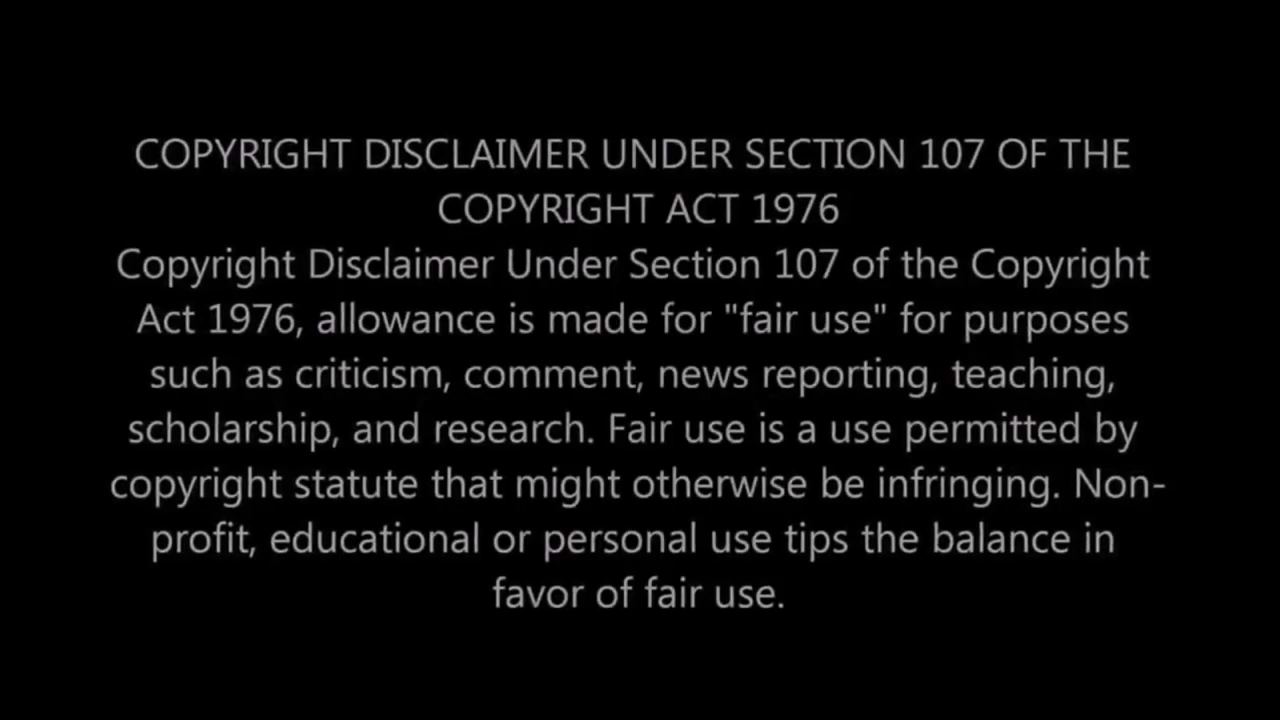 COPYRIGHT DISCLAIMER UNDER SECTION 107 OF THE
COPYRIGHT ACT 1976
Copyright Disclaimer Under Section 107 of the Copyright
Act 1976, allowance is made for "fair use" for purposes
such as criticism, comment, news reporting, teaching,
scholarship, and research. Fair use is a use permitted by
copyright statute that might otherwise be infringing. Non-
profit, educational or personal use tips the balance in
favor of fair use.